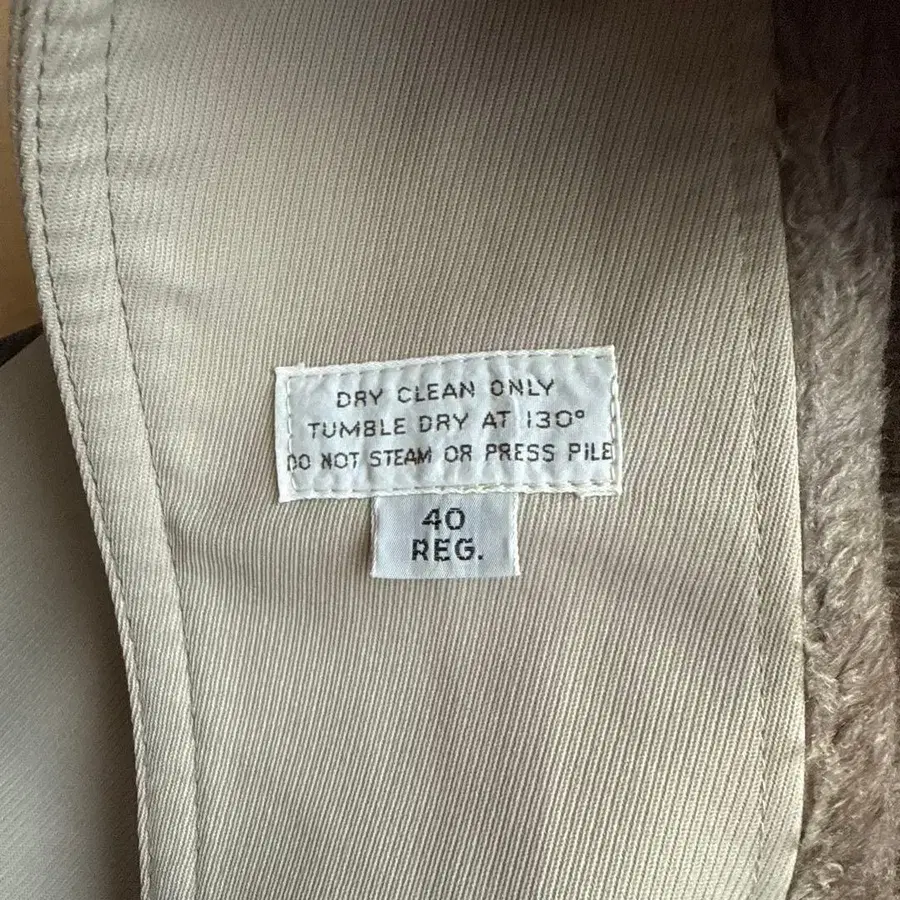 DRY CLEAN ONLY
TUMBLE DRY AT 130°
DO NOT STEAM OR PRESS PILE
40
REG.